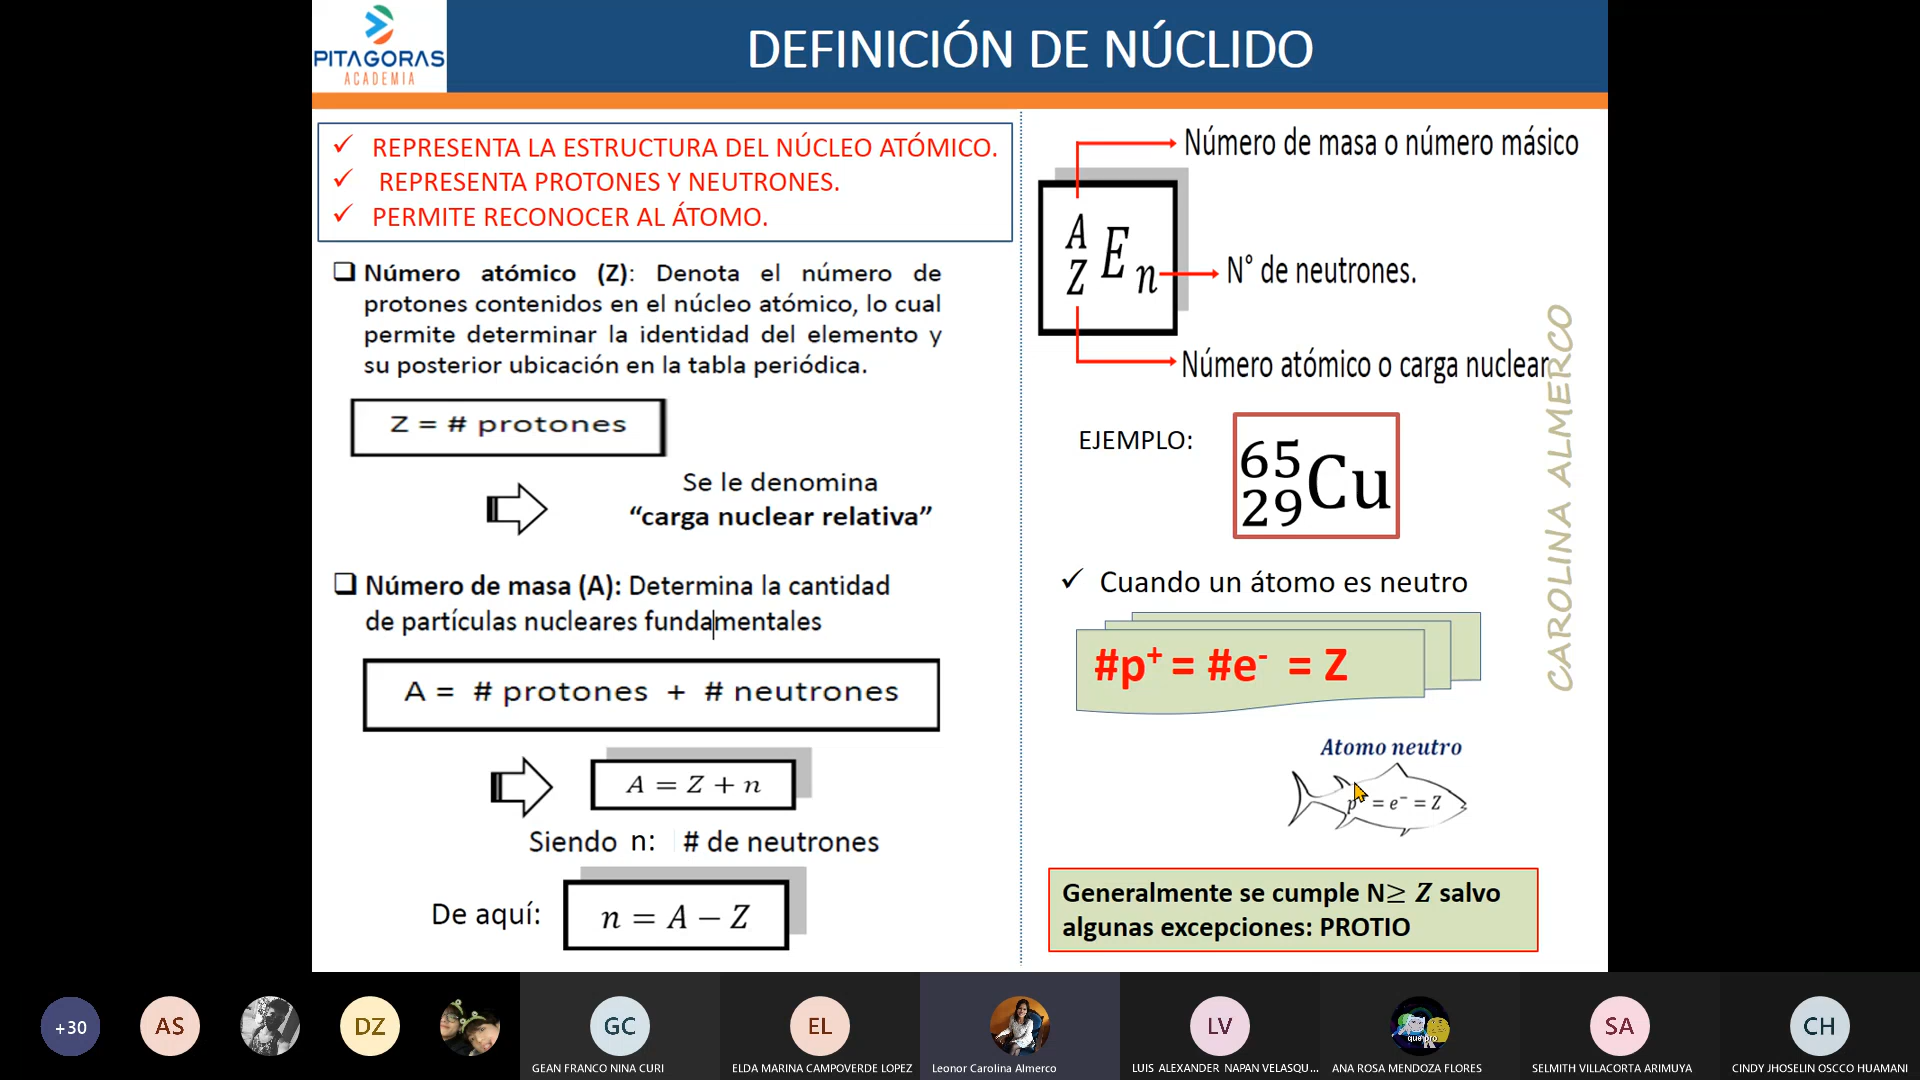 PITAGORAS
ACADEMIA
DEFINICIÓN DE NÚCLIDO
✓ REPRESENTA LA ESTRUCTURA DEL NÚCLEO ATÓMICO.
✓ REPRESENTA PROTONES Y NEUTRONES.
✓ PERMITE RECONOCER AL ÁTOMO.
❑ Número atómico (Z): Denota el número de
protones contenidos en el núcleo atómico, lo cual
permite determinar la identidad del elemento y
su posterior ubicación en la tabla periódica.
Z = # protones
Se le denomina
“carga nuclear relativa”
❑ Número de masa (A): Determina la cantidad
de partículas nucleares fundamentales
A = # protones + # neutrones
A = Z + n
Siendo n: # de neutrones
De aquí:
n = A − Z
Número de masa o número másico
A
Z E n
N° de neutrones.
Número atómico o carga nuclear
EJEMPLO:
65
29 Cu
✓ Cuando un átomo es neutro
#p⁺ = #e⁻ = Z
Atomo neutro
p = e⁻ = Z
Generalmente se cumple N≥ Z salvo
algunas excepciones: PROTIO
CAROLINA ALMERCO
+30
AS
DZ
GC
GEAN FRANCO NINA CURI
EL
ELDA MARINA CAMPOVERDE LOPEZ
Leonor Carolina Almerco
LV
LUIS ALEXANDER NAPAN VELASQU...
que pro
ANA ROSA MENDOZA FLORES
SA
SELMITH VILLACORTA ARIMUYA
CH
CINDY JHOSELIN OSCCO HUAMANI